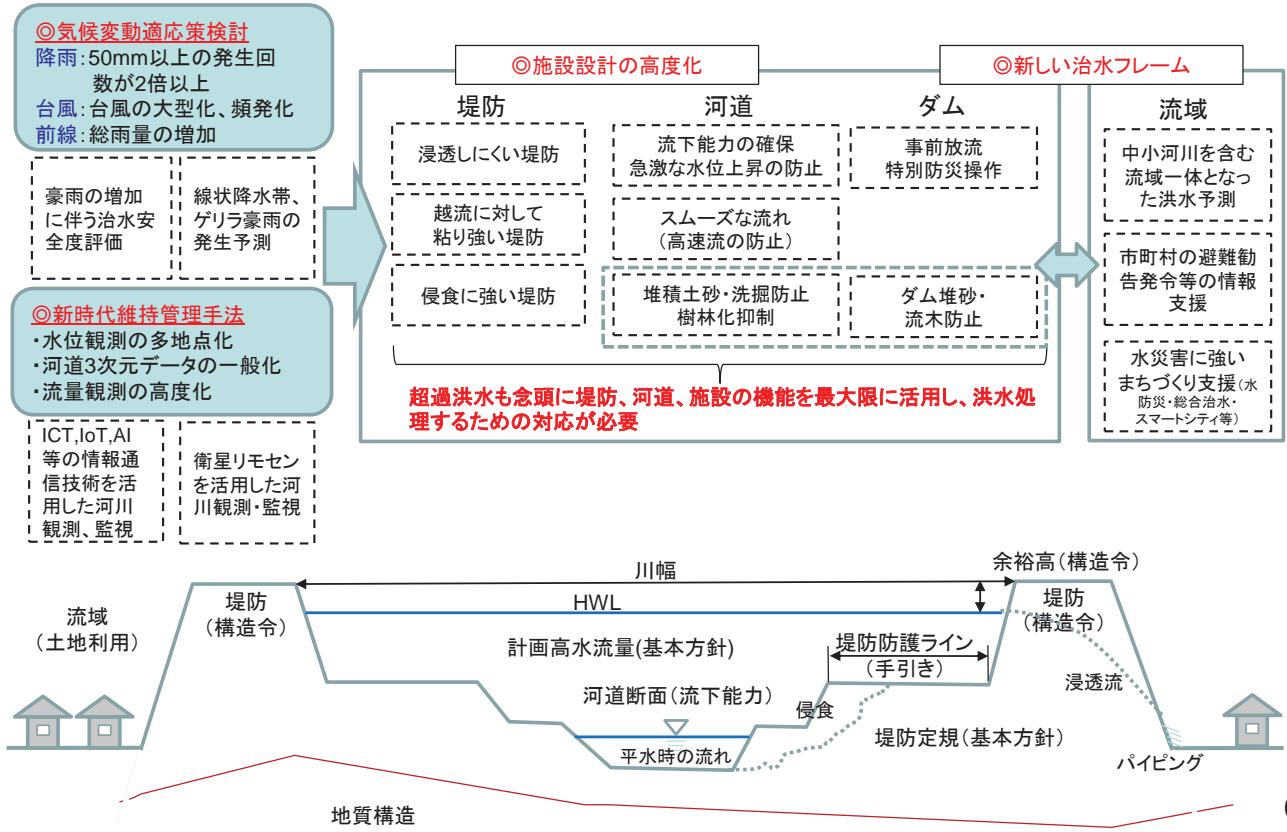 ◎気候変動適応策検討
降雨：50mm以上の発生回
数が2倍以上
台風：台風の大型化、頻発化
前線：総雨量の増加
豪雨の増加
に伴う治水安
全度評価
線状降水帯、
ゲリラ豪雨の
発生予測
◎新時代維持管理手法
・水位観測の多地点化
・河道3次元データの一般化
・流量観測の高度化
ICT,IoT,AI
等の情報通
信技術を活
用した河川
観測、監視
衛星リモセン
を活用した河
川観測・監視
◎施設設計の高度化
堤防
浸透しにくい堤防
越流に対して
粘り強い堤防
侵食に強い堤防
河道
流下能力の確保
急激な水位上昇の防止
スムーズな流れ
(高速流の防止)
堆積土砂・洗掘防止
樹林化抑制
ダム
事前放流
特別防災操作
ダム堆砂・
流木防止
超過洪水も念頭に堤防、河道、施設の機能を最大限に活用し、洪水処
理するための対応が必要
◎新しい治水フレーム
流域
中小河川を含む
流域一体となっ
た洪水予測
市町村の避難勧
告発令等の情報
支援
水災害に強い
まちづくり支援(水
防災・総合治水・
スマートシティ等)
川幅
余裕高(構造令)
HWL
流域
(土地利用)
堤防
(構造令)
堤防
(構造令)
計画高水流量(基本方針)
堤防防護ライン
(手引き)
河道断面(流下能力)
侵食
浸透流
平水時の流れ
堤防定規(基本方針)
パイピング
地質構造